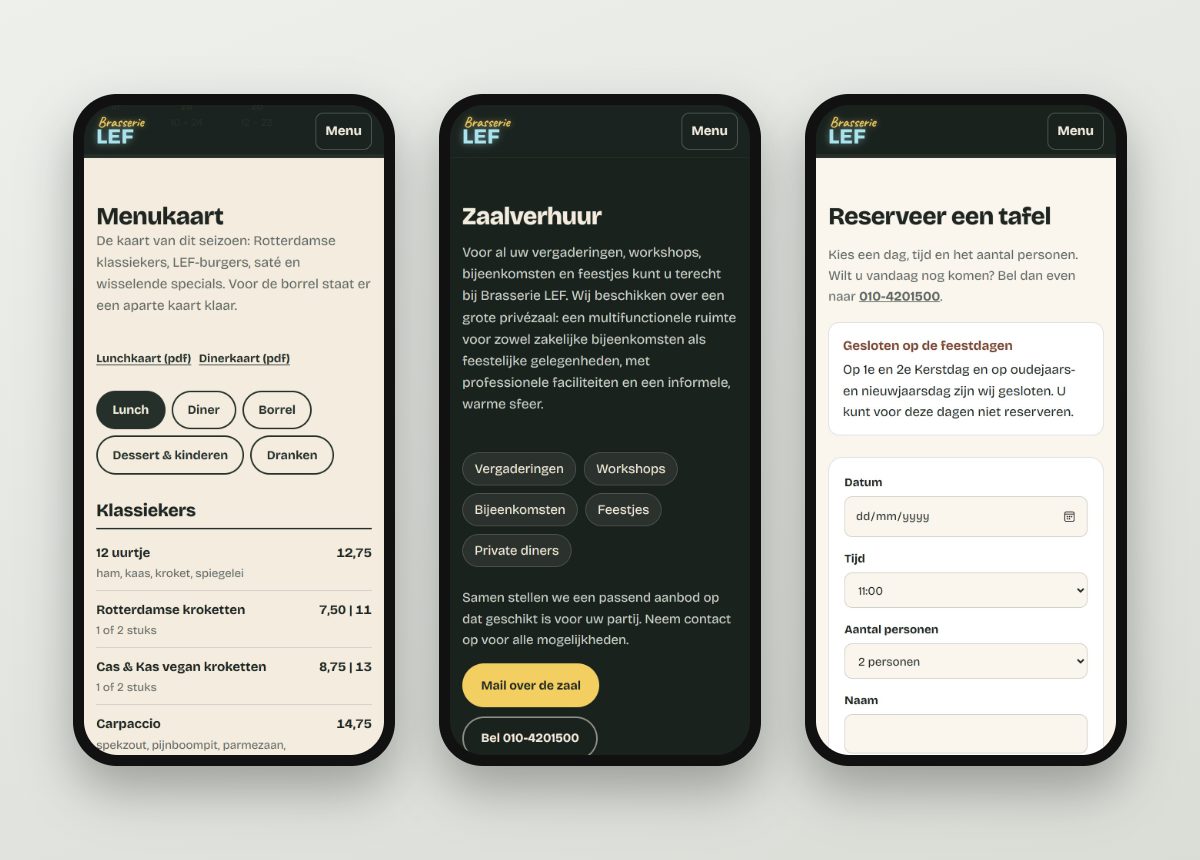 Brasserie
LEF
Menu
Menukaart
De kaart van dit seizoen: Rotterdamse
klassiekers, LEF-burgers, saté en
wisselende specials. Voor de borrel staat er
een aparte kaart klaar.
Lunchkaart (pdf) Dinerkaart (pdf)
Lunch Diner Borrel
Dessert & kinderen Dranken
Klassiekers
12 uurtje 12,75
ham, kaas, kroket, spiegelei
Rotterdamse kroketten 7,50 | 11
1 of 2 stuks
Cas & Kas vegan kroketten 8,75 | 13
1 of 2 stuks
Carpaccio 14,75
spekzout, pijnboompit, parmezaan,
Brasserie
LEF
Menu
Zaalverhuur
Voor al uw vergaderingen, workshops,
bijeenkomsten en feestjes kunt u terecht
bij Brasserie LEF. Wij beschikken over een
grote privézaal: een multifunctionele ruimte
voor zowel zakelijke bijeenkomsten als
feestelijke gelegenheden, met
professionele faciliteiten en een informele,
warme sfeer.
Vergaderingen Workshops
Bijeenkomsten Feestjes
Private diners
Samen stellen we een passend aanbod op
dat geschikt is voor uw partij. Neem contact
op voor alle mogelijkheden.
Mail over de zaal
Bel 010-4201500
Brasserie
LEF
Menu
Reserveer een tafel
Kies een dag, tijd en het aantal personen.
Wilt u vandaag nog komen? Bel dan even
naar 010-4201500.
Gesloten op de feestdagen
Op 1e en 2e Kerstdag en op oudejaars-
en nieuwjaarsdag zijn wij gesloten. U
kunt voor deze dagen niet reserveren.
Datum
dd/mm/yyyy
Tijd
11:00
Aantal personen
2 personen
Naam